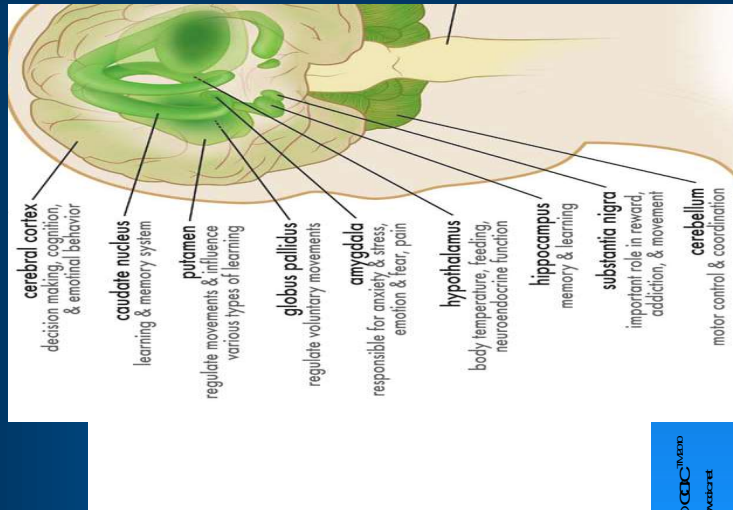 cerebral cortex
decision making, cognition,
& emotinal behavior
caudate nucleus
learning & memory system
putamen
regulate movements & influence
various types of learning
globus pallidus
regulate voluntary movements
amygdala
responsible for anxiety & stress,
emotion & fear, pain
hypothalamus
body temperature, feeding,
neuroendocrine function
hippocampus
memory & learning
substantia nigra
important role in reward,
addiction, & movement
cerebellum
motor control & coordination